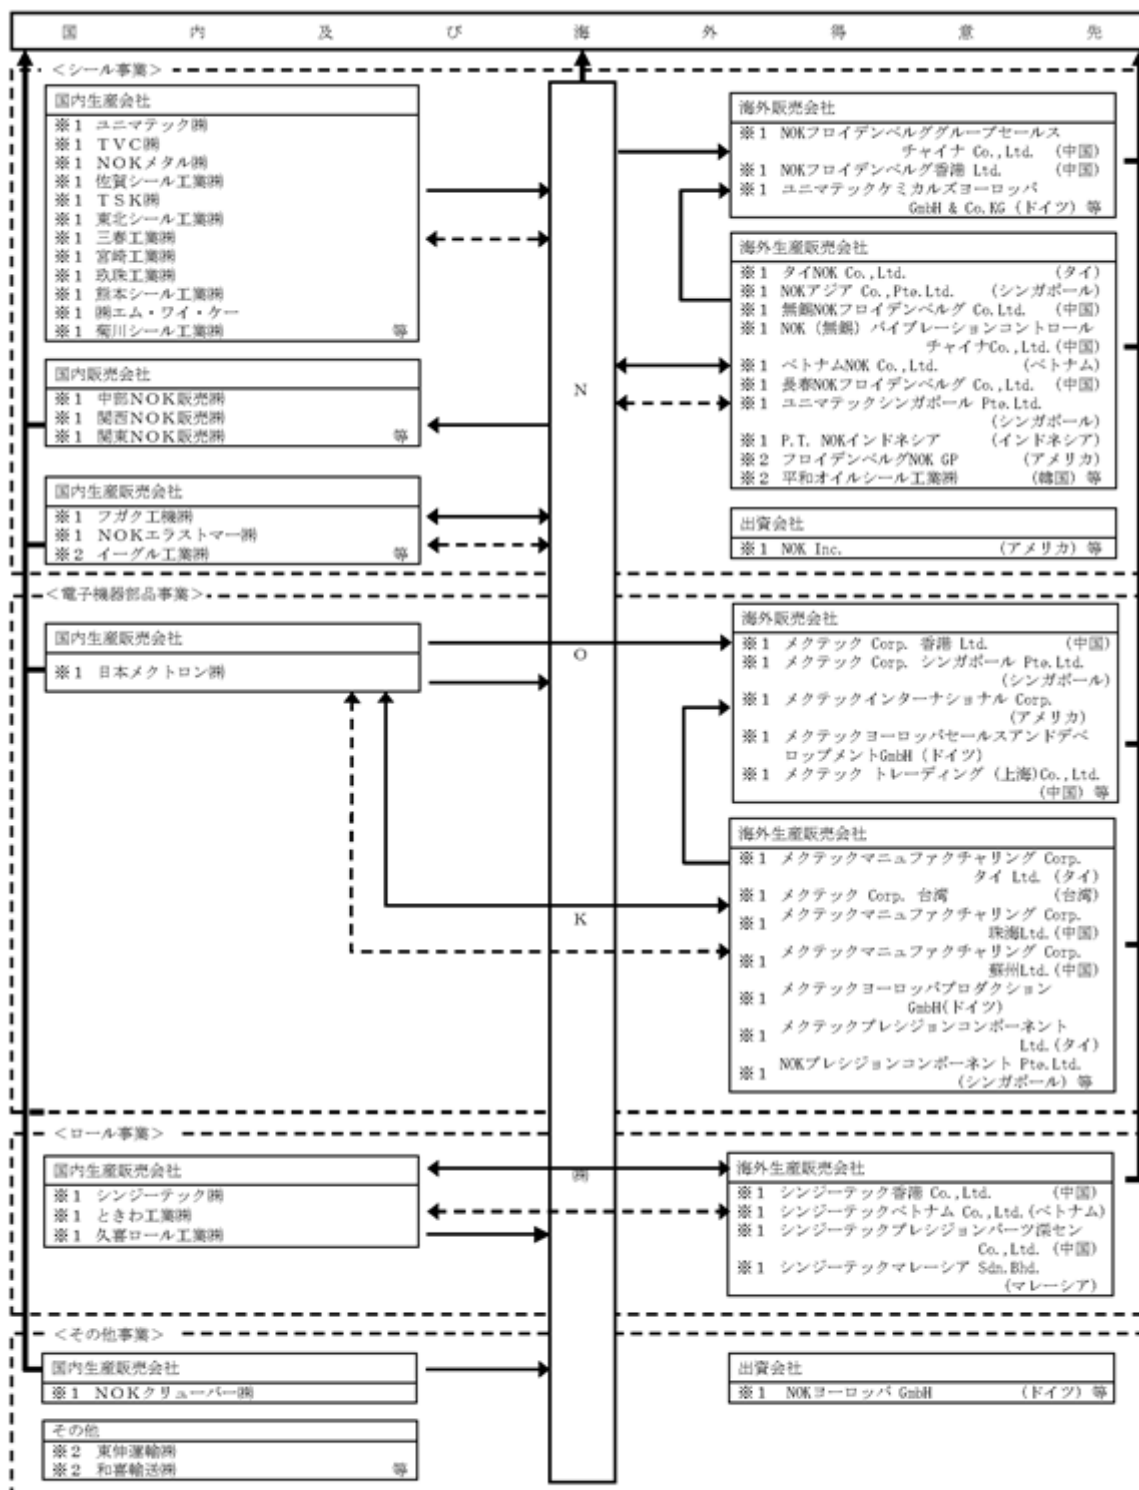 国内及び海外得意先
＜シール事業＞
国内生産会社
※1 ユニマテック㈱
※1 TVC㈱
※1 NOKメタル㈱
※1 佐賀シール工業㈱
※1 TSK㈱
※1 東北シール工業㈱
※1 三春工業㈱
※1 宮崎工業㈱
※1 玖珠工業㈱
※1 熊本シール工業㈱
※1 ㈱エム・ワイ・ケー
※1 菊川シール工業㈱ 等
国内販売会社
※1 中部NOK販売㈱
※1 関西NOK販売㈱
※1 関東NOK販売㈱ 等
国内生産販売会社
※1 フガク工機㈱
※1 NOKエラストマー㈱
※2 イーグル工業㈱ 等
N
O
K
㈱
海外販売会社
※1 NOKフロイデンベルググループセールス
チャイナ Co.,Ltd. (中国)
※1 NOKフロイデンベルグ香港 Ltd. (中国)
※1 ユニマテックケミカルズヨーロッパ
GmbH & Co.KG (ドイツ) 等
海外生産販売会社
※1 タイNOK Co.,Ltd. (タイ)
※1 NOKアジア Co.,Pte.Ltd. (シンガポール)
※1 無錫NOKフロイデンベルグ Co.Ltd. (中国)
※1 NOK (無錫) バイブレーションコントロール
チャイナCo.,Ltd.(中国)
※1 ベトナムNOK Co.,Ltd. (ベトナム)
※1 長春NOKフロイデンベルグ Co.,Ltd. (中国)
※1 ユニマテックシンガポール Pte.Ltd.
(シンガポール)
※1 P.T. NOKインドネシア (インドネシア)
※2 フロイデンベルグNOK GP (アメリカ)
※2 平和オイルシール工業㈱ (韓国) 等
出資会社
※1 NOK Inc. (アメリカ) 等
＜電子機器部品事業＞
国内生産販売会社
※1 日本メクトロン㈱
海外販売会社
※1 メクテック Corp. 香港 Ltd. (中国)
※1 メクテック Corp. シンガポール Pte.Ltd.
(シンガポール)
※1 メクテックインターナショナル Corp.
(アメリカ)
※1 メクテックヨーロッパセールスアンドデベ
ロップメントGmbH (ドイツ)
※1 メクテック トレーディング (上海)Co.,Ltd.
(中国) 等
海外生産販売会社
※1 メクテックマニュファクチャリング Corp.
タイ Ltd. (タイ)
※1 メクテック Corp. 台湾 (台湾)
※1 メクテックマニュファクチャリング Corp.
珠海Ltd.(中国)
※1 メクテックマニュファクチャリング Corp.
蘇州Ltd.(中国)
※1 メクテックヨーロッパプロダクション
GmbH(ドイツ)
※1 メクテックプレシジョンコンポーネント
Ltd.(タイ)
※1 NOKプレシジョンコンポーネント Pte.Ltd.
(シンガポール) 等
＜ロール事業＞
国内生産販売会社
※1 シンジーテック㈱
※1 ときわ工業㈱
※1 久喜ロール工業㈱
海外生産販売会社
※1 シンジーテック香港 Co.,Ltd. (中国)
※1 シンジーテックベトナム Co.,Ltd.(ベトナム)
※1 シンジーテックプレシジョンパーツ深セン
Co.,Ltd. (中国)
※1 シンジーテックマレーシア Sdn.Bhd.
(マレーシア)
＜その他事業＞
国内生産販売会社
※1 NOKクリューバー㈱
その他
※2 東伸運輸㈱
※2 和喜輸送㈱ 等
出資会社
※1 NOKヨーロッパ GmbH (ドイツ) 等